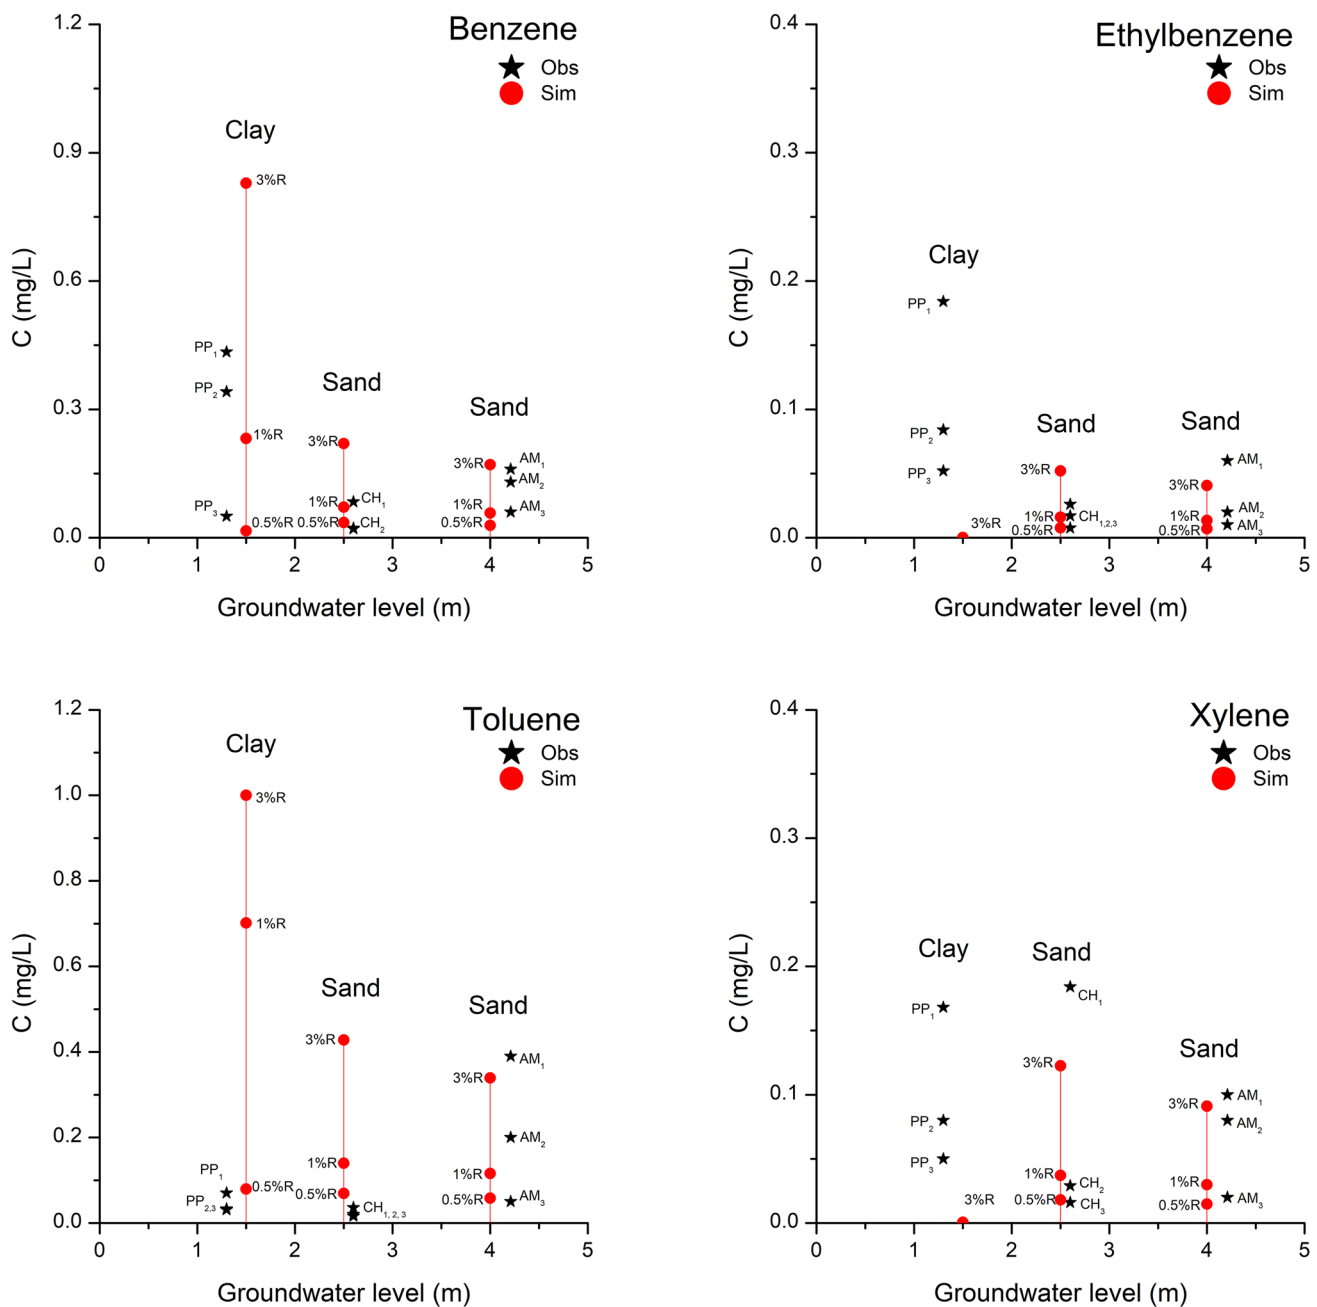 Benzene
Obs
Sim
1.2
0.9
0.6
0.3
0.0
C (mg/L)
Clay
3%R
PP1
PP2
1%R
PP3
0.5%R
Sand
3%R
1%R
CH1
0.5%R
CH2
Sand
3%R
AM1
AM2
1%R
AM3
0.5%R
0 1 2 3 4 5
Groundwater level (m)
Ethylbenzene
Obs
Sim
0.4
0.3
0.2
0.1
0.0
C (mg/L)
Clay
PP1
PP2
PP3
3%R
Sand
3%R
1%R
CH1,2,3
0.5%R
Sand
AM1
3%R
AM2
1%R
AM3
0.5%R
0 1 2 3 4 5
Groundwater level (m)
Toluene
Obs
Sim
1.2
1.0
0.8
0.6
0.4
0.2
0.0
C (mg/L)
Clay
3%R
1%R
PP1
0.5%R
PP2,3
Sand
3%R
1%R
0.5%R
CH1, 2, 3
Sand
AM1
3%R
AM2
1%R
AM3
0.5%R
0 1 2 3 4 5
Groundwater level (m)
Xylene
Obs
Sim
0.4
0.3
0.2
0.1
0.0
C (mg/L)
Clay
PP1
PP2
PP3
3%R
Sand
CH1
3%R
1%R
CH2
0.5%R
CH3
Sand
AM1
3%R
AM2
1%R
AM3
0.5%R
0 1 2 3 4 5
Groundwater level (m)